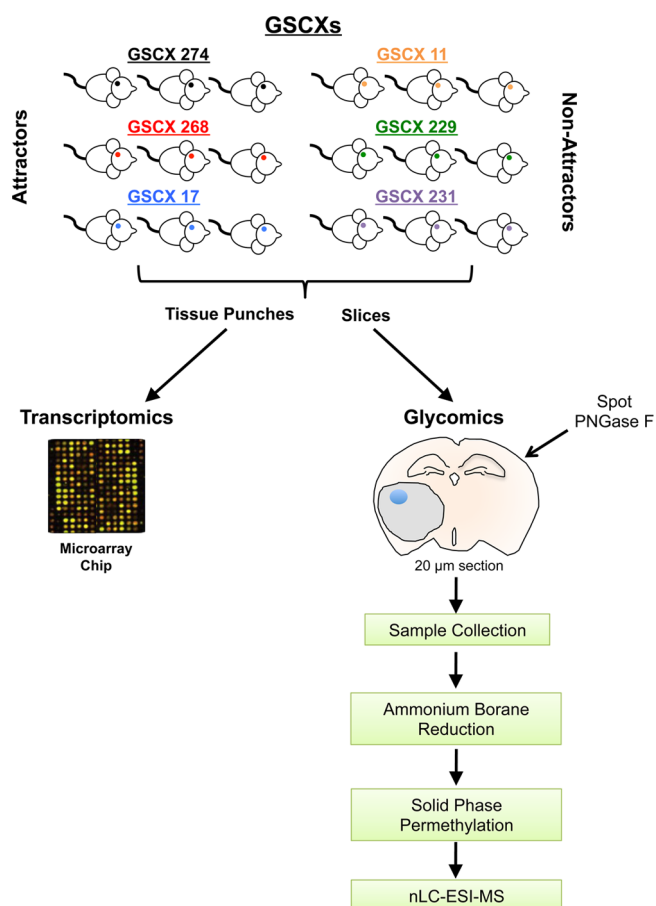 GSCXs
GSCX 274
GSCX 11
Attractors
Non-Attractors
GSCX 268
GSCX 229
GSCX 17
GSCX 231
Tissue Punches
Slices
Transcriptomics
Glycomics
Spot
PNGase F
Microarray
Chip
20 µm section
Sample Collection
Ammonium Borane
Reduction
Solid Phase
Permethylation
nLC-ESI-MS